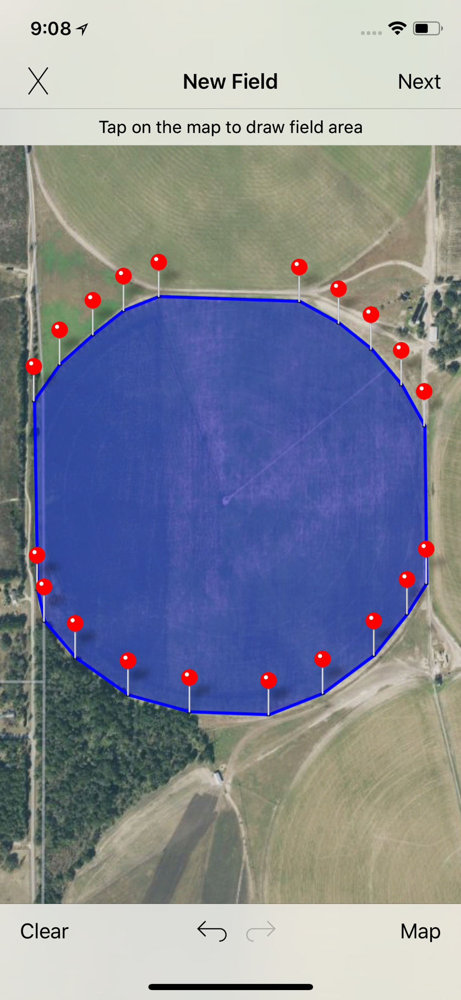 9:08
New Field
Next
Tap on the map to draw field area
Clear
Map